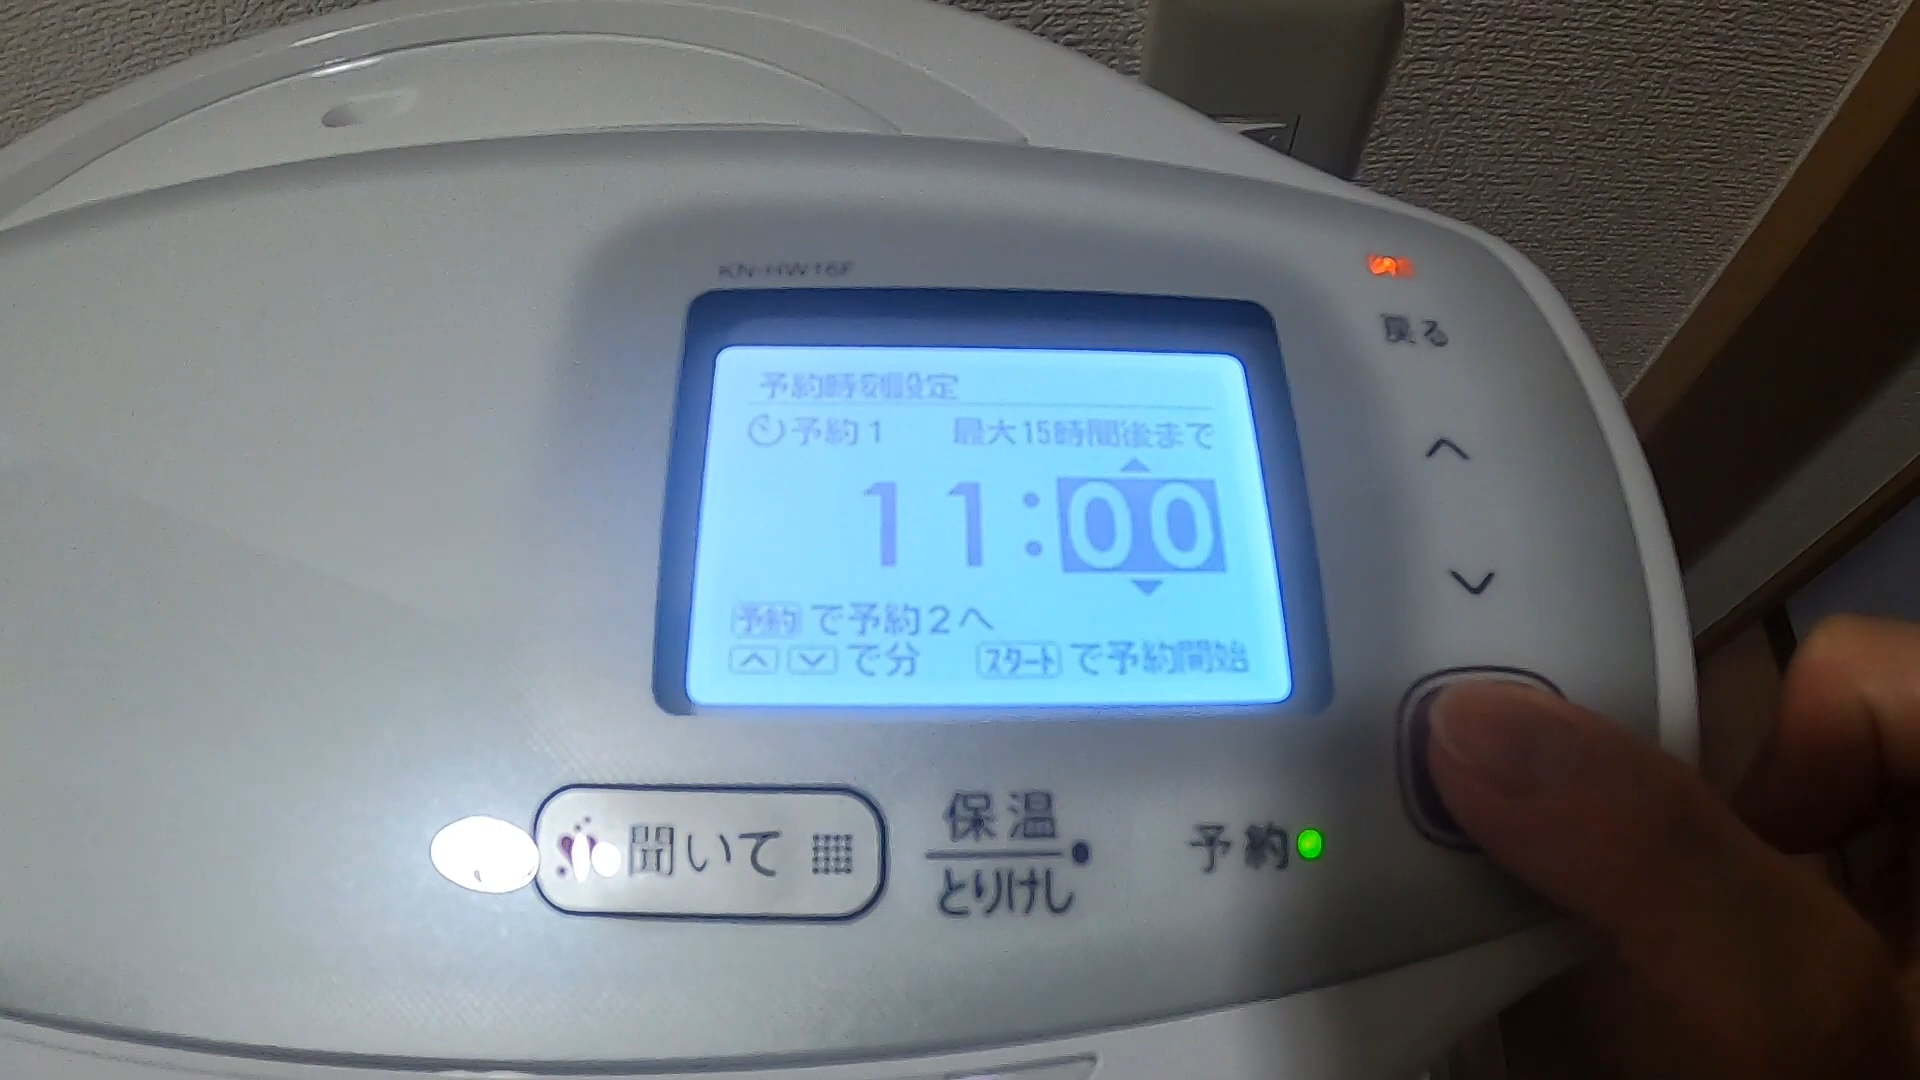 KN-HW16F
戻る
予約時刻設定
予約1 最大15時間後まで
11:00
予約 で予約2へ
で分 スタート で予約開始
聞いて
保温
とりけし
予約